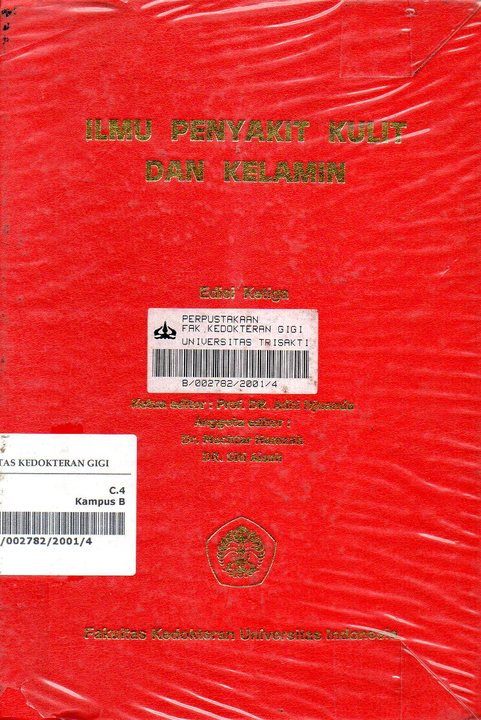 ILMU PENYAKIT KULIT
DAN KELAMIN
Edisi Ketiga
PERPUSTAKAAN
FAK.KEDOKTERAN GIGI
UNIVERSITAS TRISAKTI
B/002782/2001/4
Ketua editor : Prof. DR. Adhi Djuanda
Anggota editor :
Dr. Mochtar Hamzah
DR. Siti Aisah
TAS KEDOKTERAN GIGI
C.4
Kampus B
/002782/2001/4
Fakultas Kedokteran Universitas Indonesia